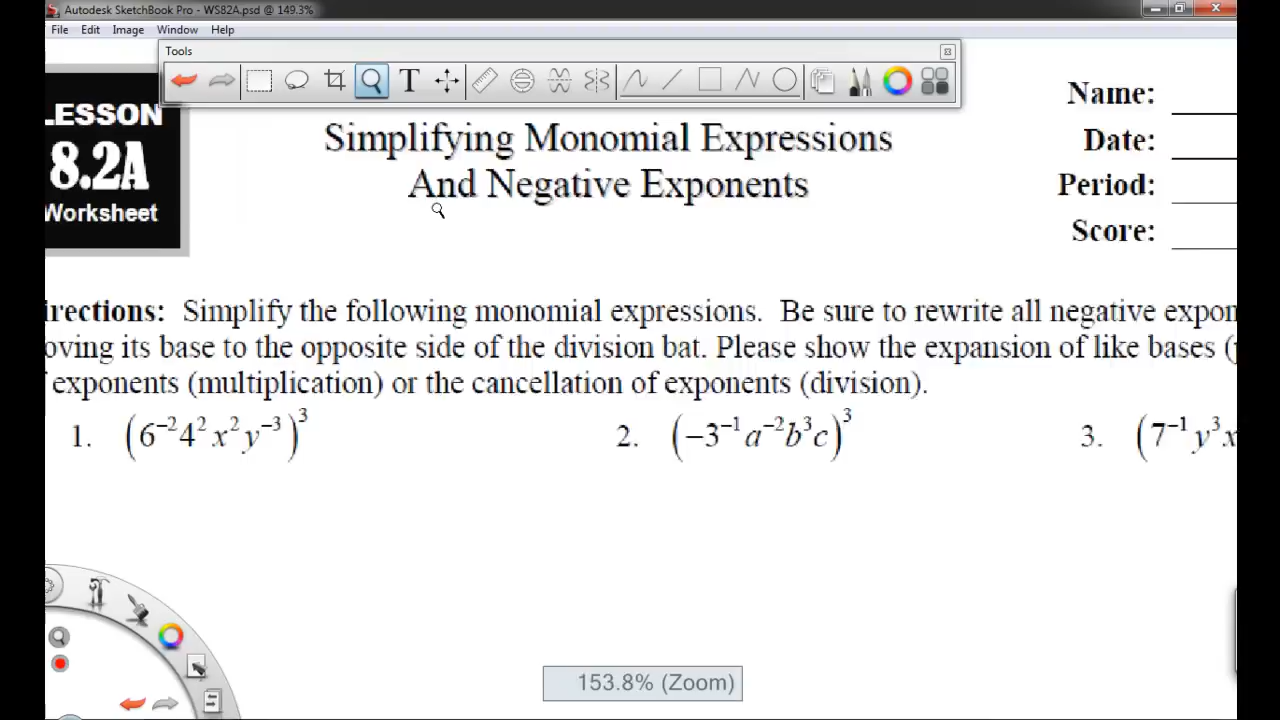 Autodesk SketchBook Pro - WS82A.psd @ 149.3%
File Edit Image Window Help
Tools
T
LESSON
8.2A
Worksheet
Simplifying Monomial Expressions
And Negative Exponents
Name:
Date:
Period:
Score:
irections: Simplify the following monomial expressions. Be sure to rewrite all negative expon
oving its base to the opposite side of the division bat. Please show the expansion of like bases (
f exponents (multiplication) or the cancellation of exponents (division).
1. (6⁻²4²x²y⁻³)³ 2. (−3⁻¹a⁻²b³c)³ 3. (7⁻¹y³x
153.8% (Zoom)